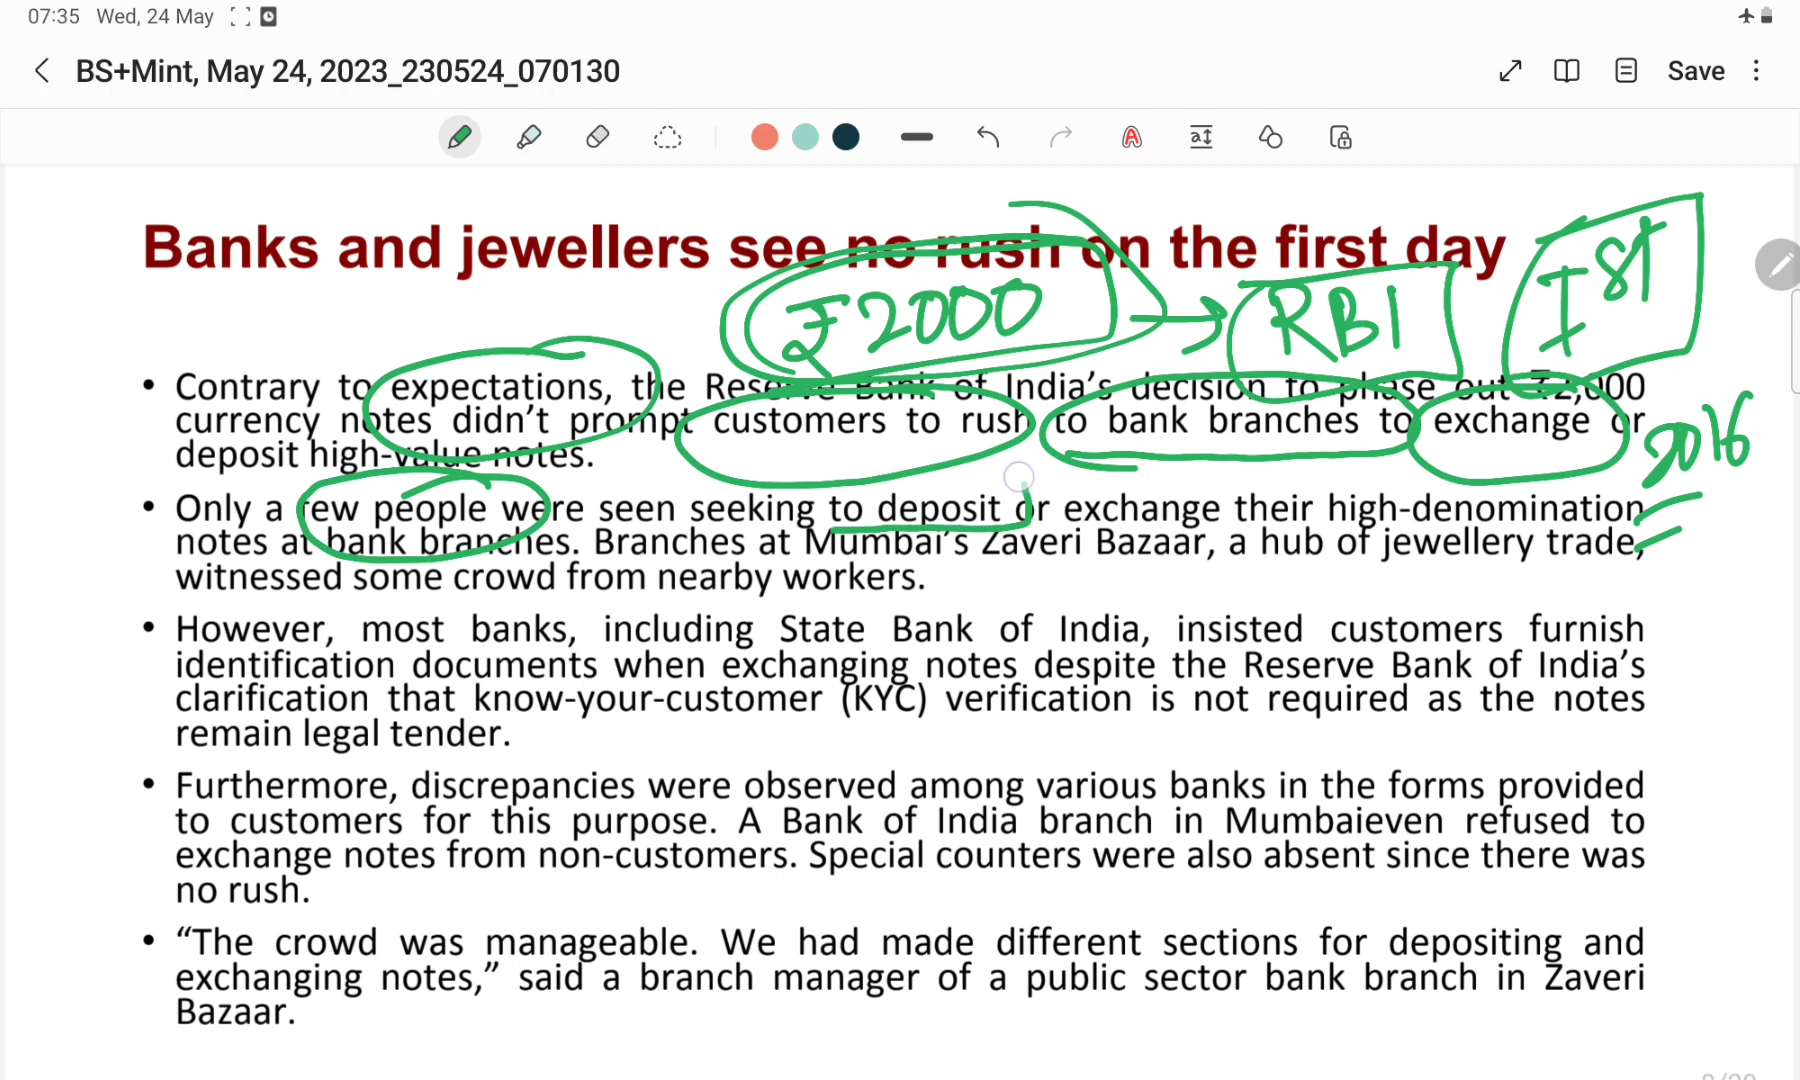 07:35 Wed, 24 May
BS+Mint, May 24, 2023_230524_070130
Save
Banks and jewellers see no rush on the first day
₹2000 → RBI Ist
• Contrary to expectations, the Reserve Bank of India’s decision to phase out ₹2,000
currency notes didn’t prompt customers to rush to bank branches to exchange or
deposit high-value notes.
2016
• Only a few people were seen seeking to deposit or exchange their high-denomination
notes at bank branches. Branches at Mumbai’s Zaveri Bazaar, a hub of jewellery trade,
witnessed some crowd from nearby workers.
• However, most banks, including State Bank of India, insisted customers furnish
identification documents when exchanging notes despite the Reserve Bank of India’s
clarification that know-your-customer (KYC) verification is not required as the notes
remain legal tender.
• Furthermore, discrepancies were observed among various banks in the forms provided
to customers for this purpose. A Bank of India branch in Mumbaieven refused to
exchange notes from non-customers. Special counters were also absent since there was
no rush.
• “The crowd was manageable. We had made different sections for depositing and
exchanging notes,” said a branch manager of a public sector bank branch in Zaveri
Bazaar.